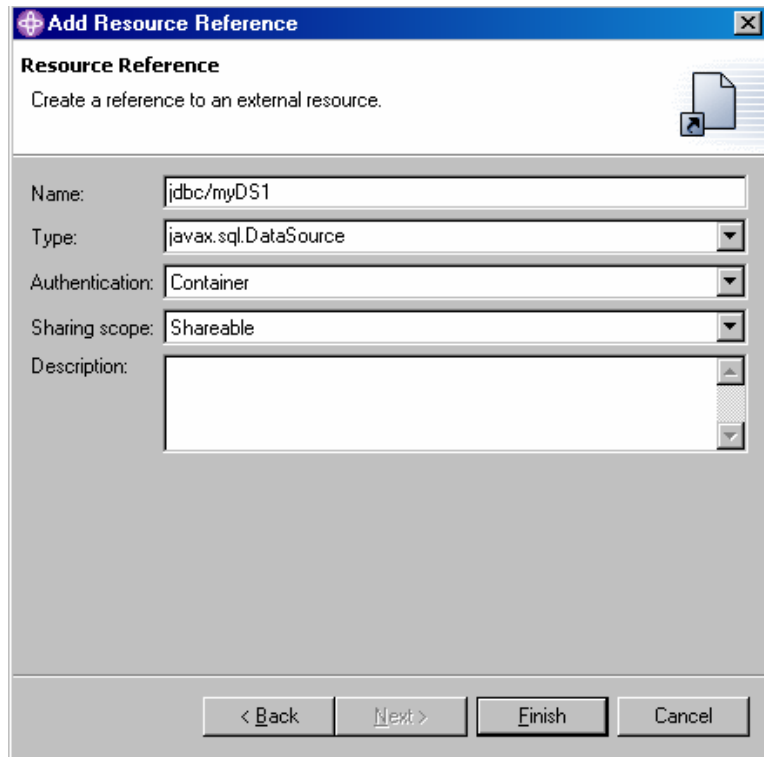 Add Resource Reference
Resource Reference
Create a reference to an external resource.
Name: jdbc/myDS1
Type: javax.sql.DataSource
Authentication: Container
Sharing scope: Shareable
Description:
< Back Next > Finish Cancel